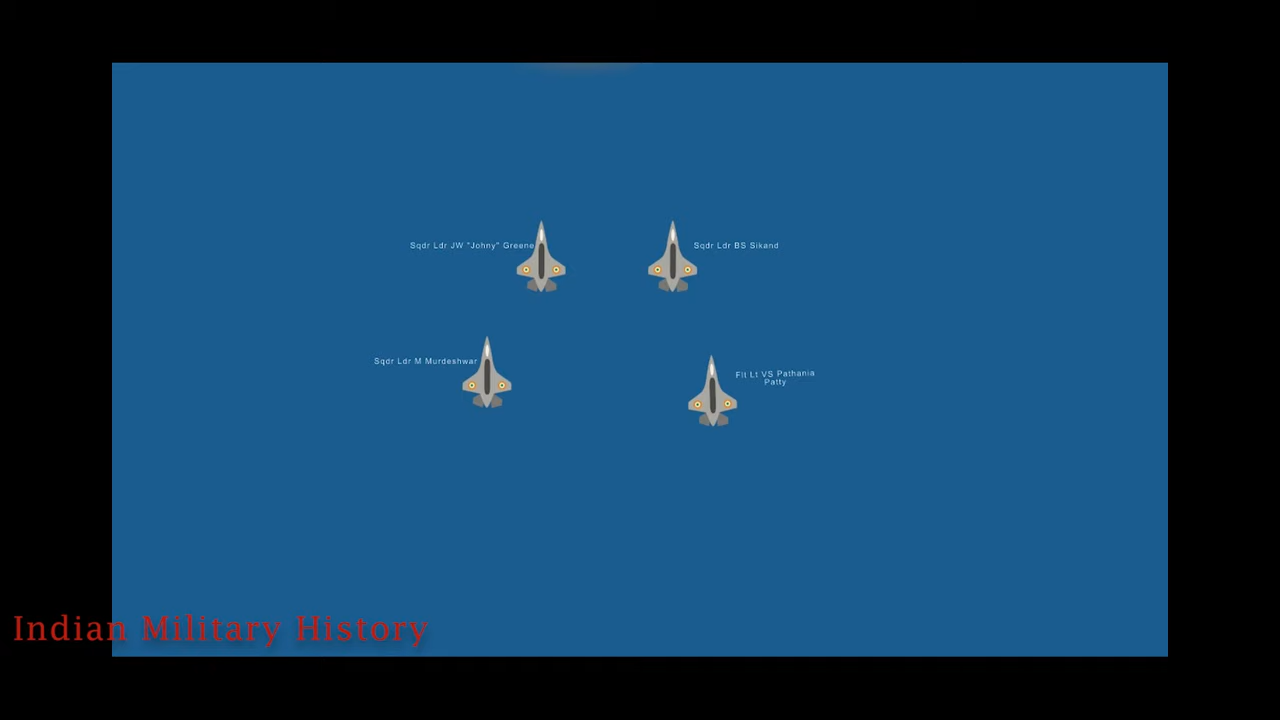 Sqdr Ldr JW "Johny" Greene
Sqdr Ldr BS Sikand
Sqdr Ldr M Murdeshwar
Flt Lt VS Pathania
Patty
Indian Military History